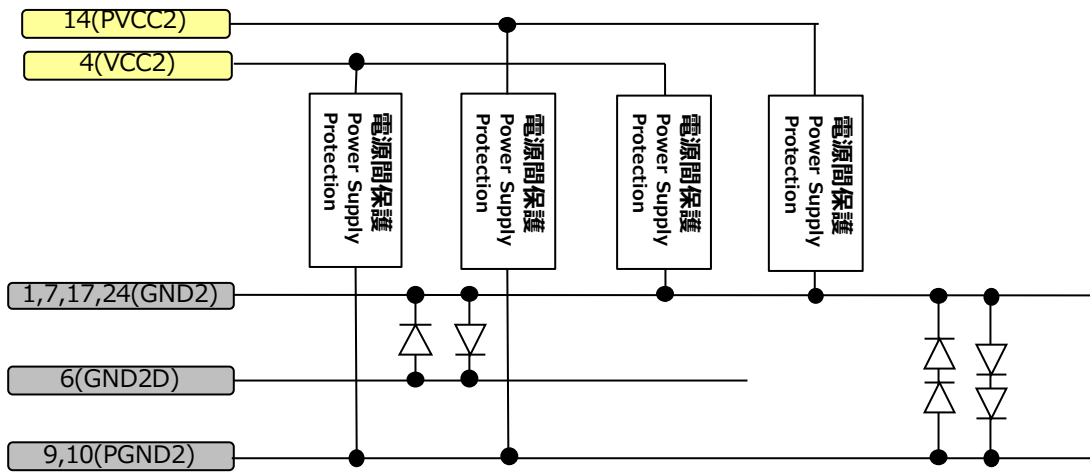 14(PVCC2)
4(VCC2)
電源間保護
Power Supply
Protection
電源間保護
Power Supply
Protection
電源間保護
Power Supply
Protection
電源間保護
Power Supply
Protection
1,7,17,24(GND2)
6(GND2D)
9,10(PGND2)